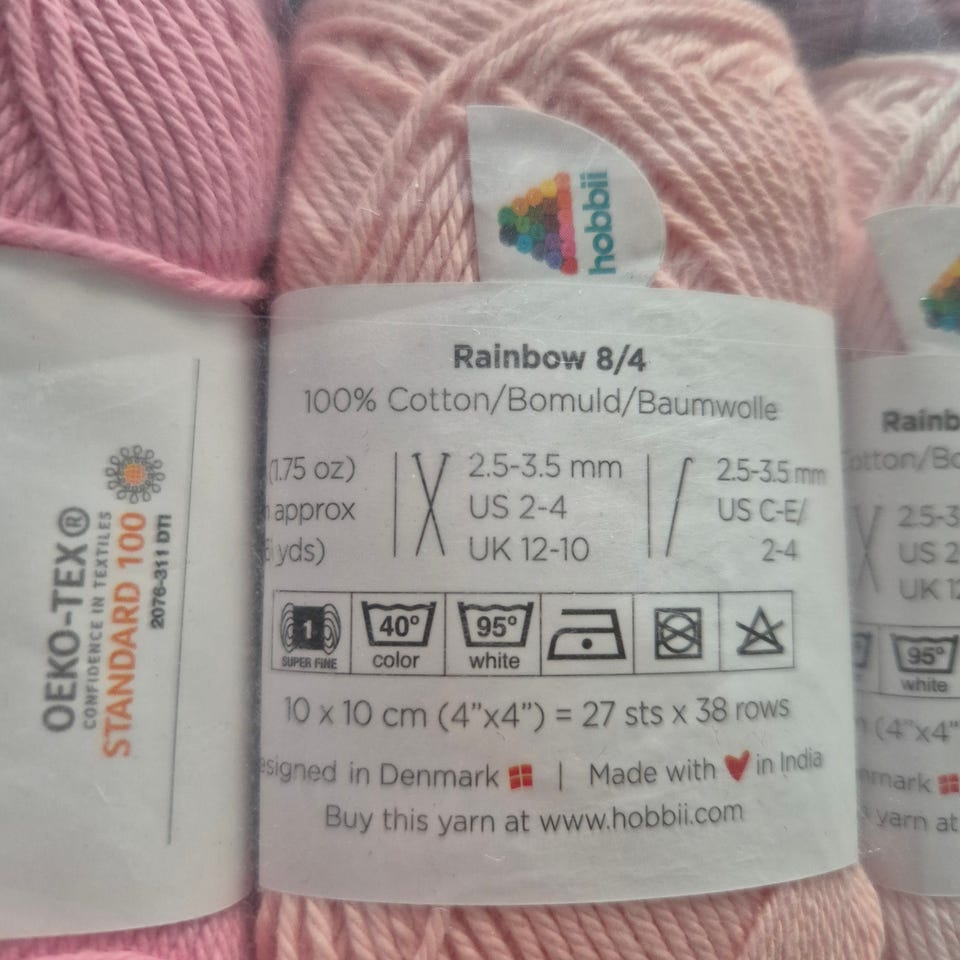 OEKO-TEX®
CONFIDENCE IN TEXTILES
STANDARD 100
2076-311 DTI
hobbii
Rainbow 8/4
100% Cotton/Bomuld/Baumwolle
(1.75 oz)
approx
yds)
2.5-3.5 mm
US 2-4
UK 12-10
2.5-3.5 mm
US C-E/
2-4
1
SUPER FINE
40°
color
95°
white
10 x 10 cm (4"x4") = 27 sts x 38 rows
esigned in Denmark | Made with in India
Buy this yarn at www.hobbii.com
Rainb
otton/Bo
2.5-3
US 2
UK 12
95°
white
(4"x4"
nmark
yarn at